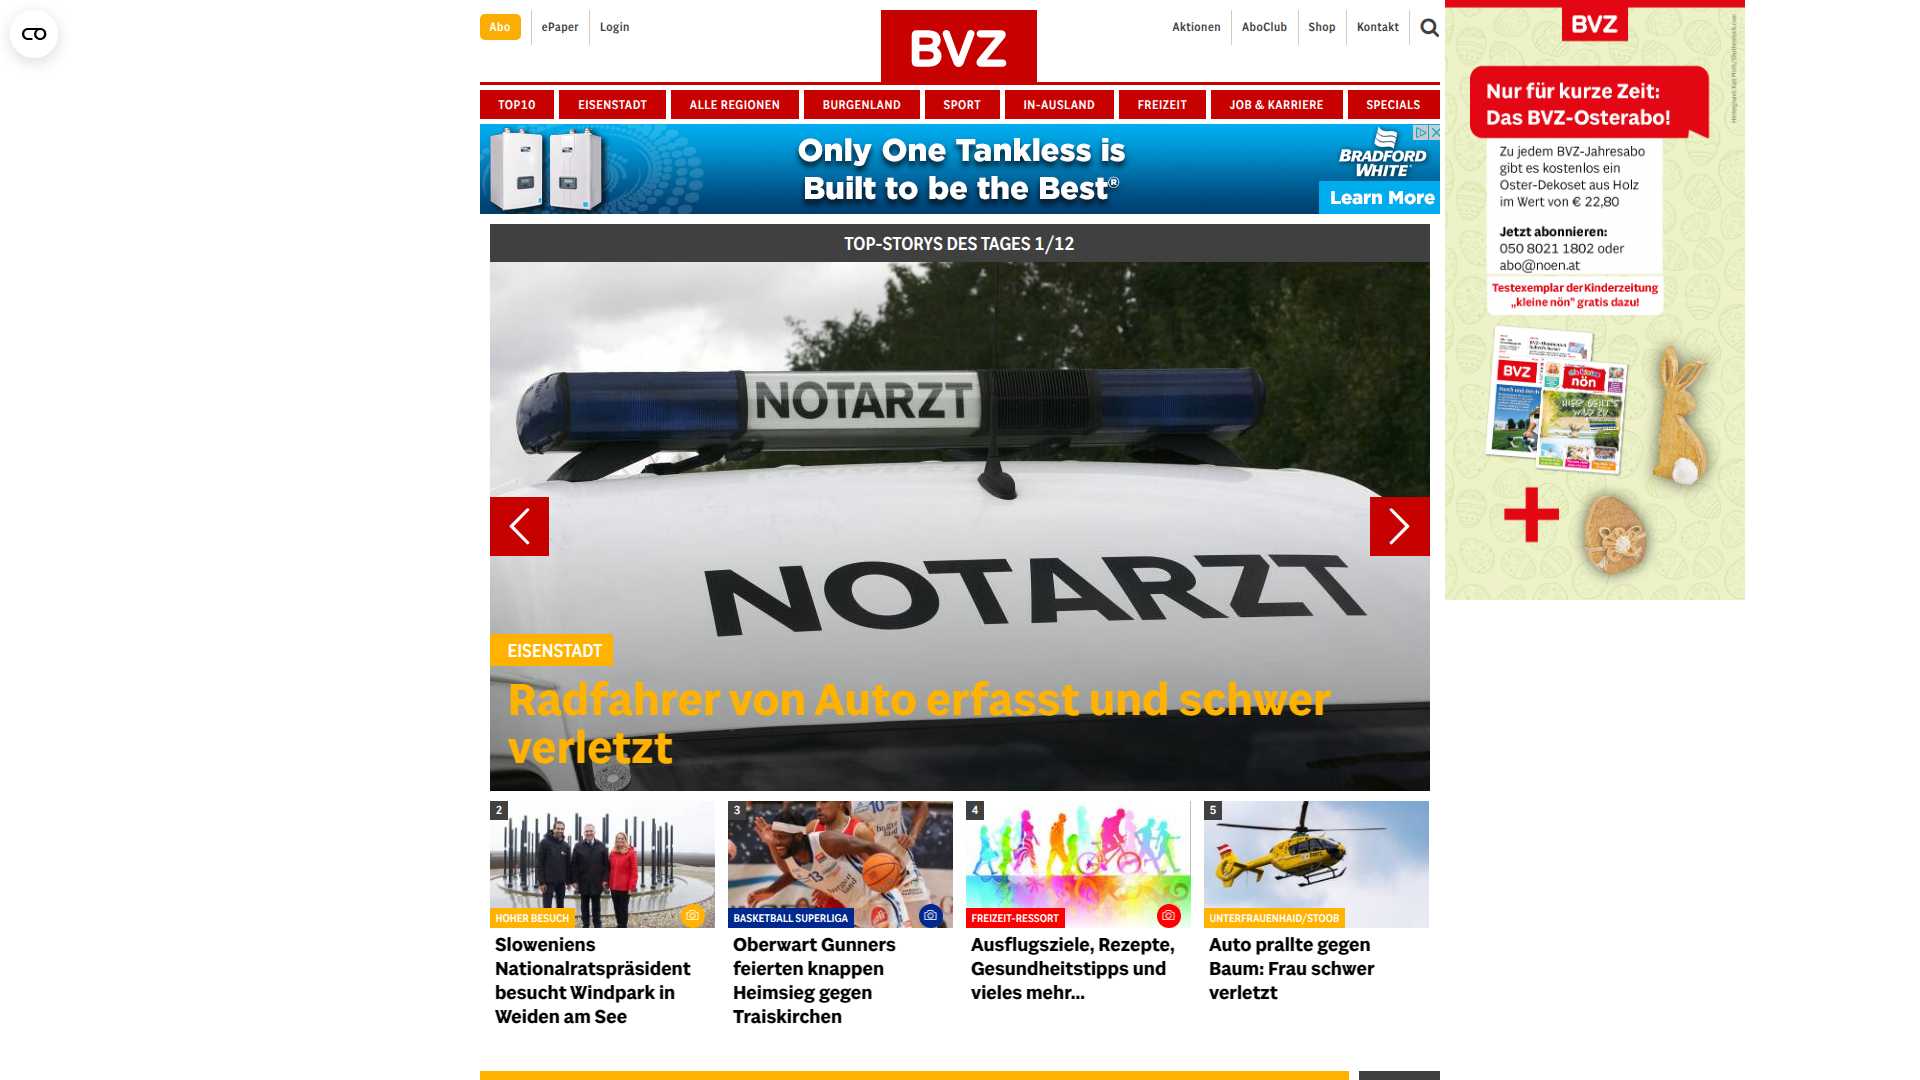 Abo
ePaper
Login
BVZ
Aktionen
AboClub
Shop
Kontakt
TOP10
EISENSTADT
ALLE REGIONEN
BURGENLAND
SPORT
IN-AUSLAND
FREIZEIT
JOB & KARRIERE
SPECIALS
Only One Tankless is
Built to be the Best®
BRADFORD
WHITE
Learn More
TOP-STORYS DES TAGES 1/12
NOTARZT
NOTARZT
EISENSTADT
Radfahrer von Auto erfasst und schwer
verletzt
2
HOHER BESUCH
Sloweniens
Nationalratspräsident
besucht Windpark in
Weiden am See
3
10
13
BASKETBALL SUPERLIGA
Oberwart Gunners
feierten knappen
Heimsieg gegen
Traiskirchen
4
FREIZEIT-RESSORT
Ausflugsziele, Rezepte,
Gesundheitstipps und
vieles mehr...
5
UNTERFRAUENHAID/STOOB
Auto prallte gegen
Baum: Frau schwer
verletzt
BVZ
Nur für kurze Zeit:
Das BVZ-Osterabo!
Zu jedem BVZ-Jahresabo
gibt es kostenlos ein
Oster-Dekoset aus Holz
im Wert von € 22,80
Jetzt abonnieren:
050 8021 1802 oder
abo@noen.at
Testexemplar der Kinderzeitung
„kleine nön" gratis dazu!
BVZ
nön